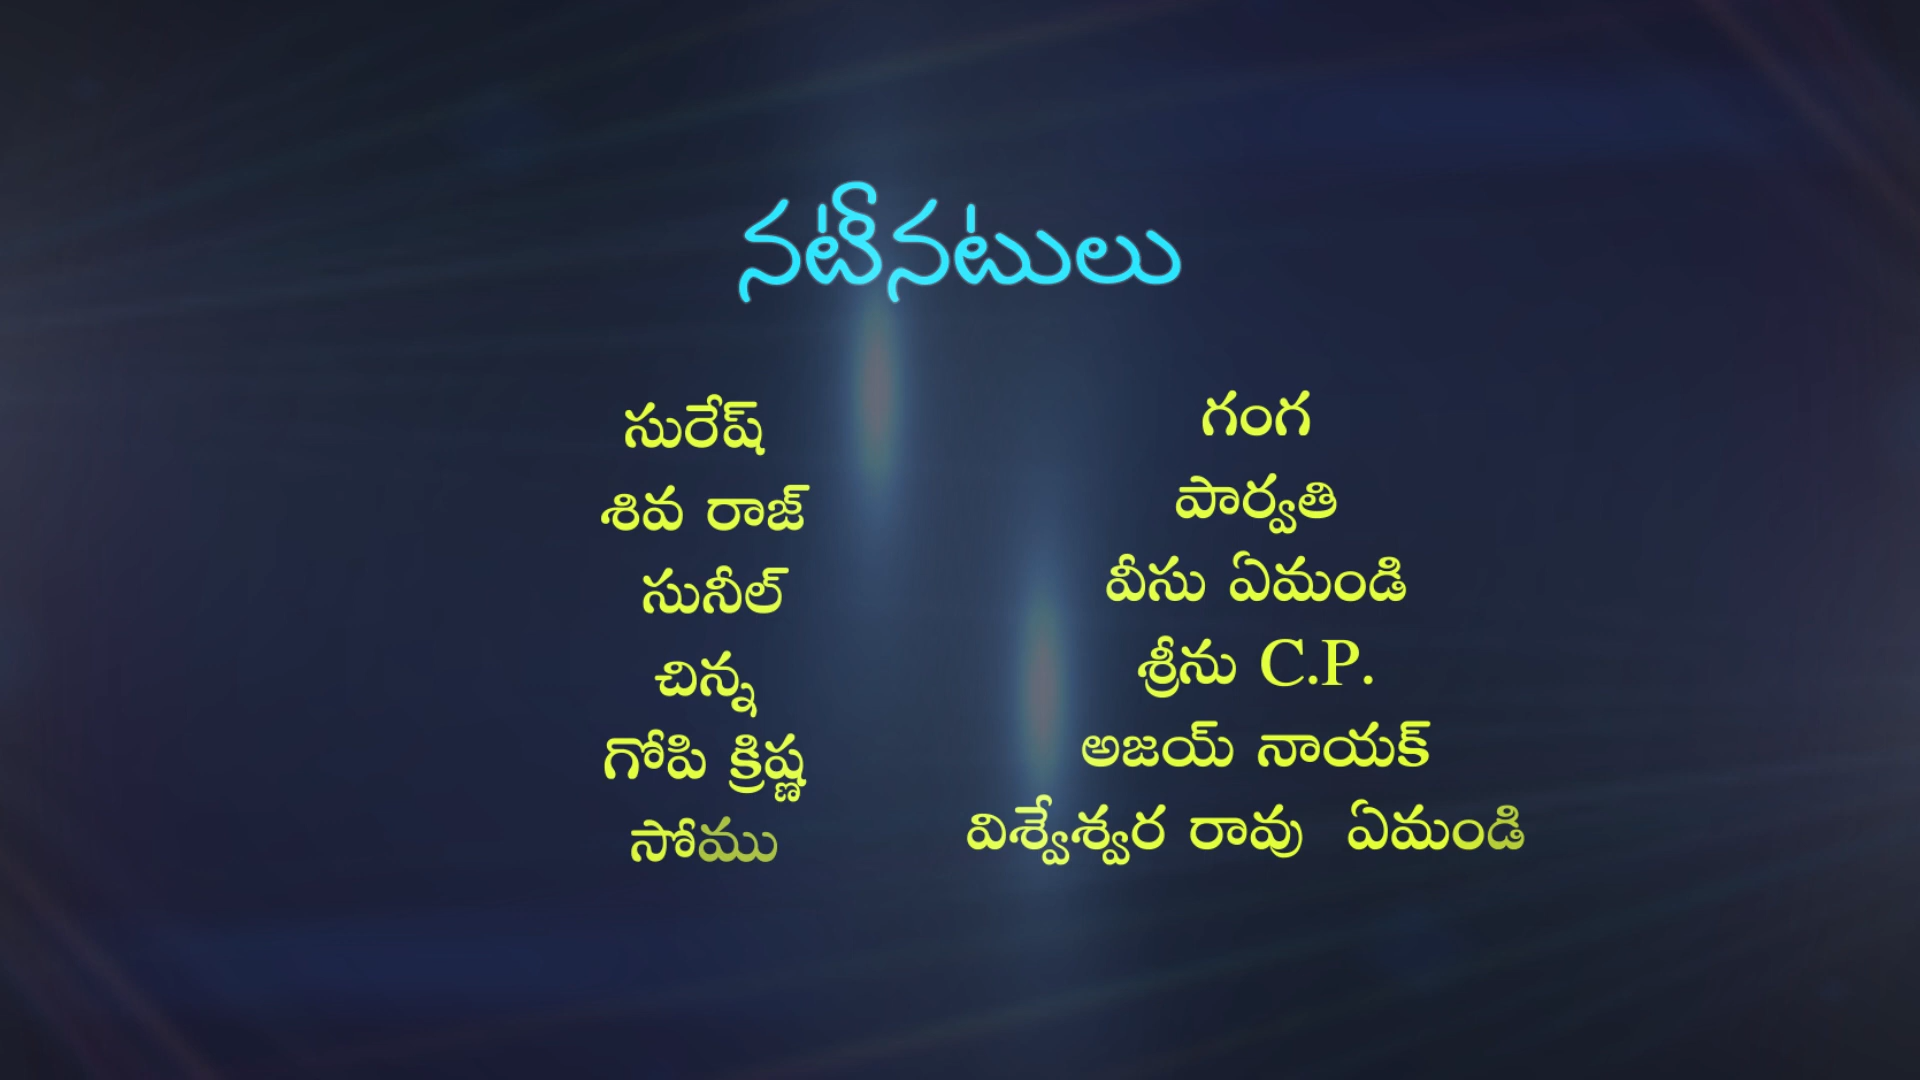 నటీనటులు
సురేష్
శివ రాజ్
సునీల్
చిన్న
గోపి క్రిష్ణ
సోము
గంగ
పార్వతి
వీసు ఏమండి
శ్రీను C.P.
అజయ్ నాయక్
విశ్వేశ్వర రావు ఏమండి